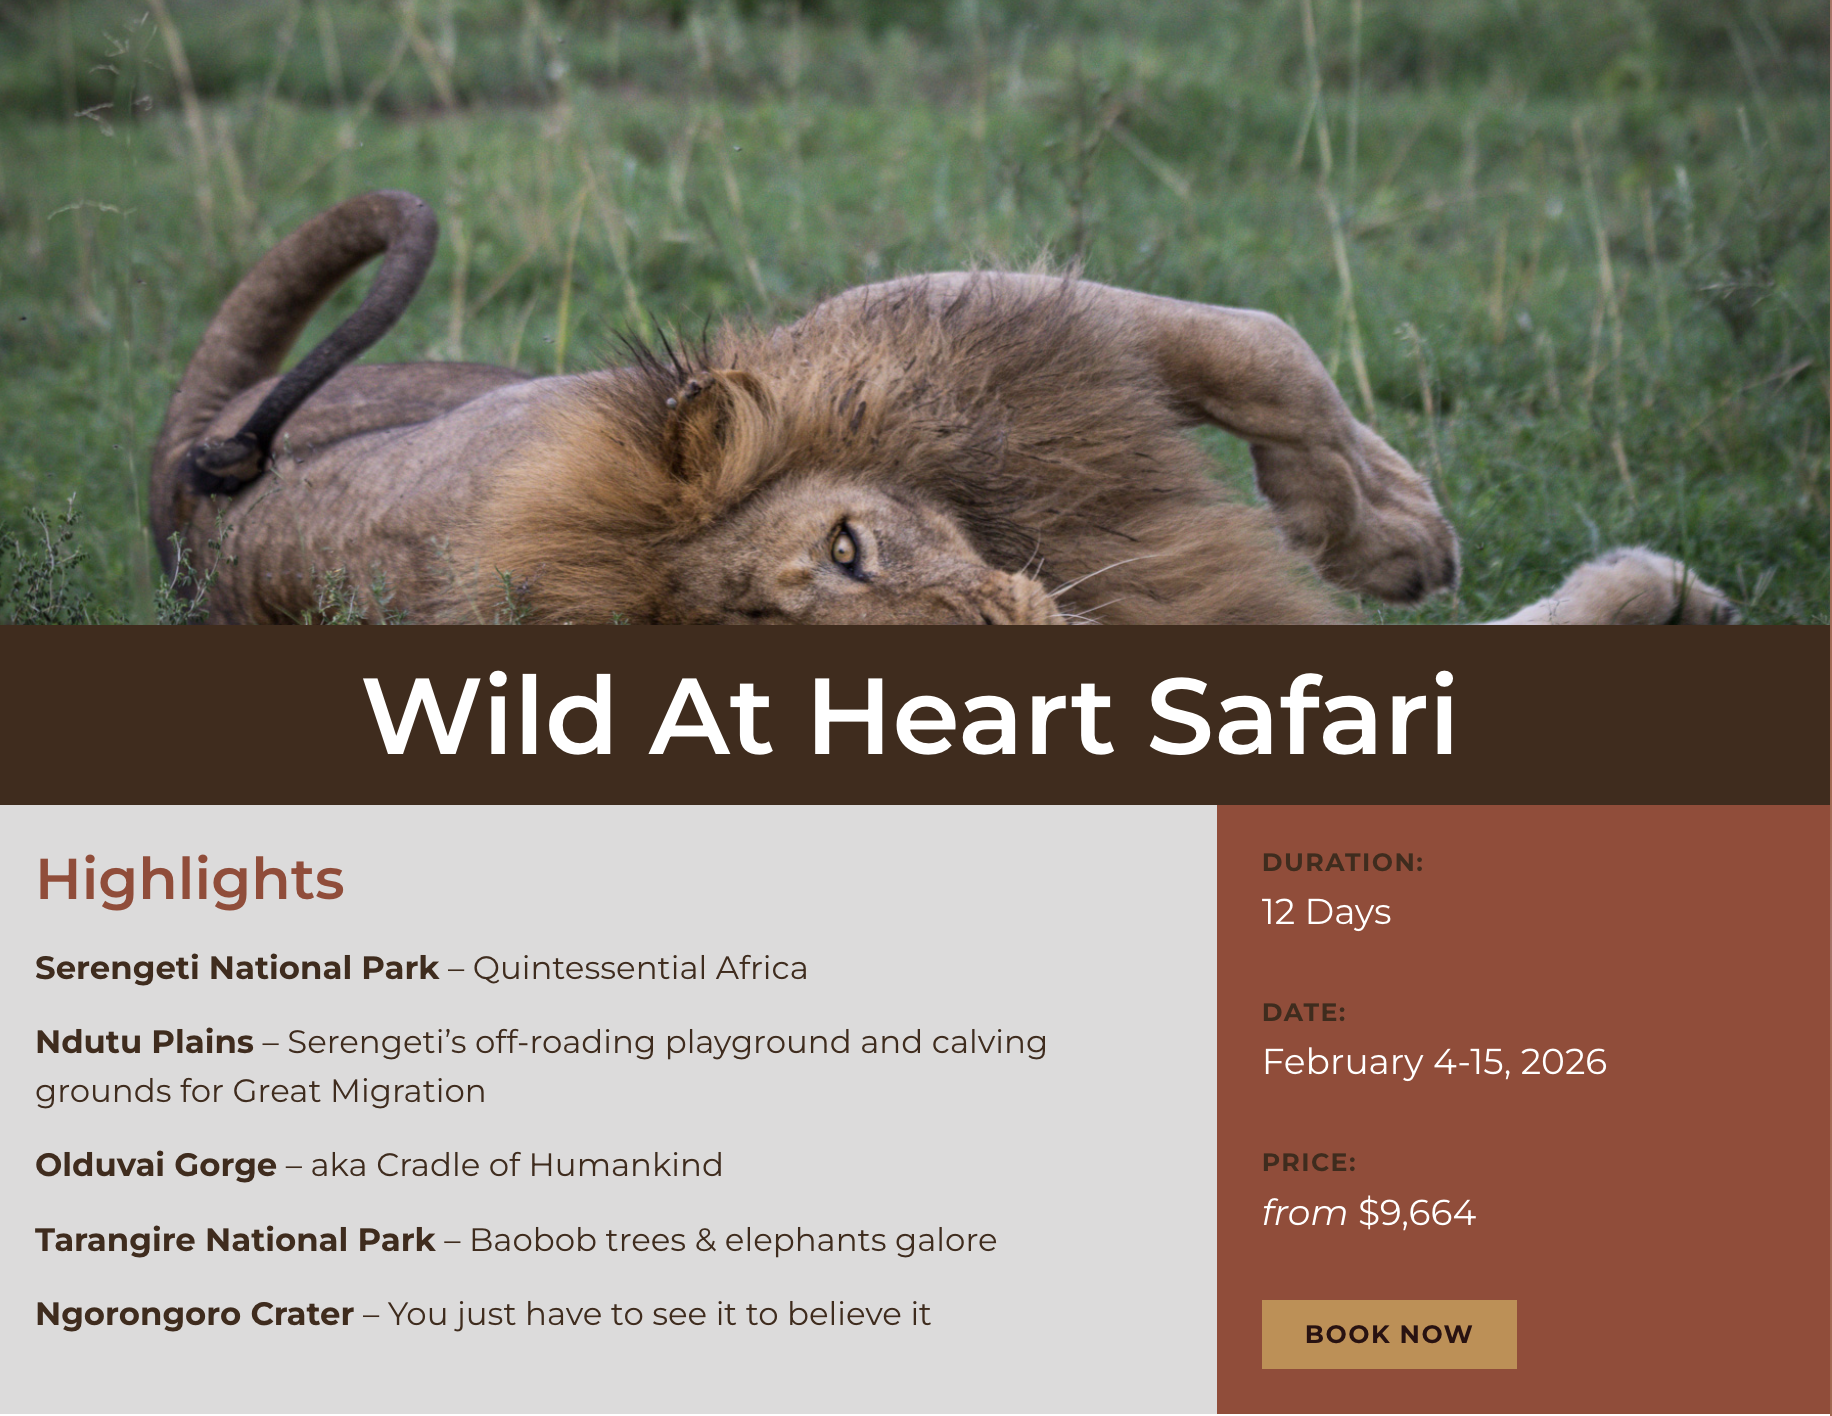 Wild At Heart Safari
Highlights
Serengeti National Park – Quintessential Africa
Ndutu Plains – Serengeti’s off-roading playground and calving
grounds for Great Migration
Olduvai Gorge – aka Cradle of Humankind
Tarangire National Park – Baobob trees & elephants galore
Ngorongoro Crater – You just have to see it to believe it
DURATION:
12 Days
DATE:
February 4-15, 2026
PRICE:
from $9,664
BOOK NOW